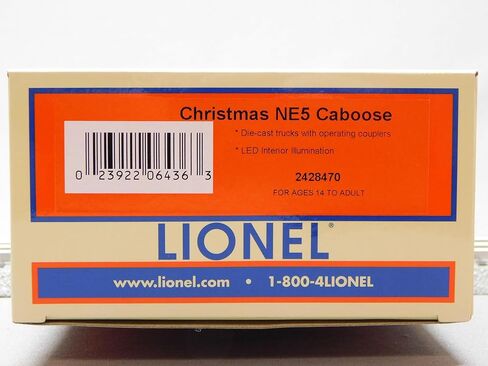 Christmas NE5 Caboose
* Die-cast trucks with operating couplers
* LED Interior Illumination
0 23922 06436 3
2428470
FOR AGES 14 TO ADULT
LIONEL®
www.lionel.com • 1-800-4LIONEL